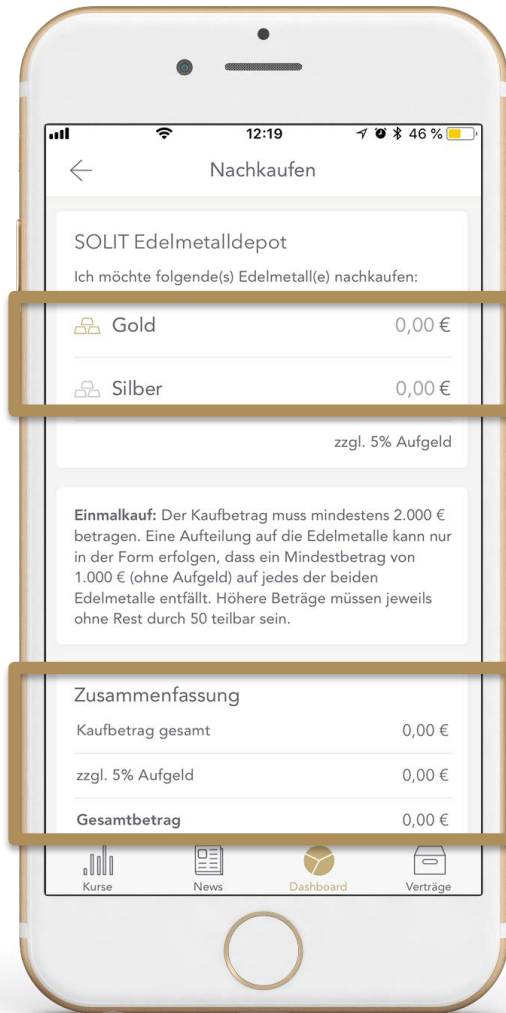 12:19
46 %
Nachkaufen
SOLIT Edelmetalldepot
Ich möchte folgende(s) Edelmetall(e) nachkaufen:
Gold 0,00 €
Silber 0,00 €
zzgl. 5% Aufgeld
Einmalkauf: Der Kaufbetrag muss mindestens 2.000 €
betragen. Eine Aufteilung auf die Edelmetalle kann nur
in der Form erfolgen, dass ein Mindestbetrag von
1.000 € (ohne Aufgeld) auf jedes der beiden
Edelmetalle entfällt. Höhere Beträge müssen jeweils
ohne Rest durch 50 teilbar sein.
Zusammenfassung
Kaufbetrag gesamt 0,00 €
zzgl. 5% Aufgeld 0,00 €
Gesamtbetrag 0,00 €
Kurse News Dashboard Verträge